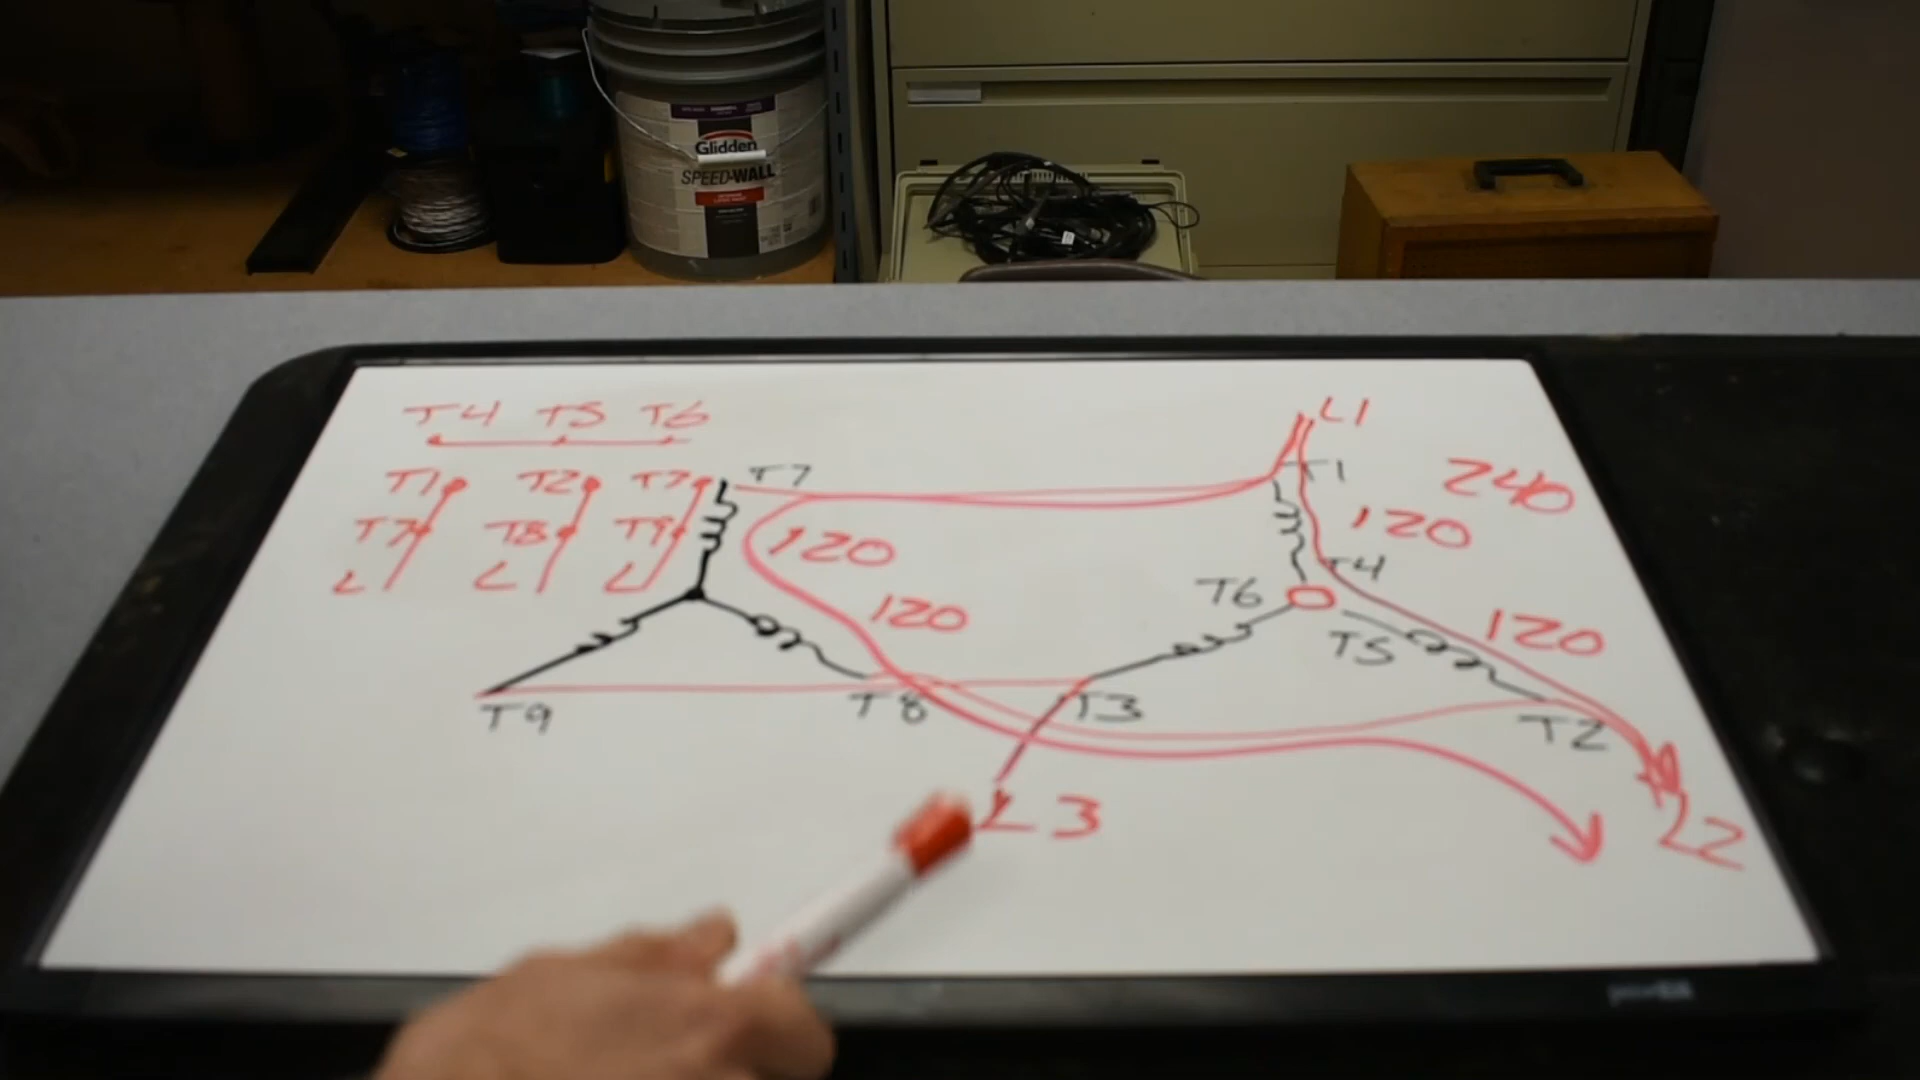 Glidden
SPEED-WALL
T4 T5 T6
T1 T2 T3
T7 T8 T9
L L L
T7
120
120
T9
T8
L1
T1
240
120
T4
T6
120
T5
T3
T2
L3
L2